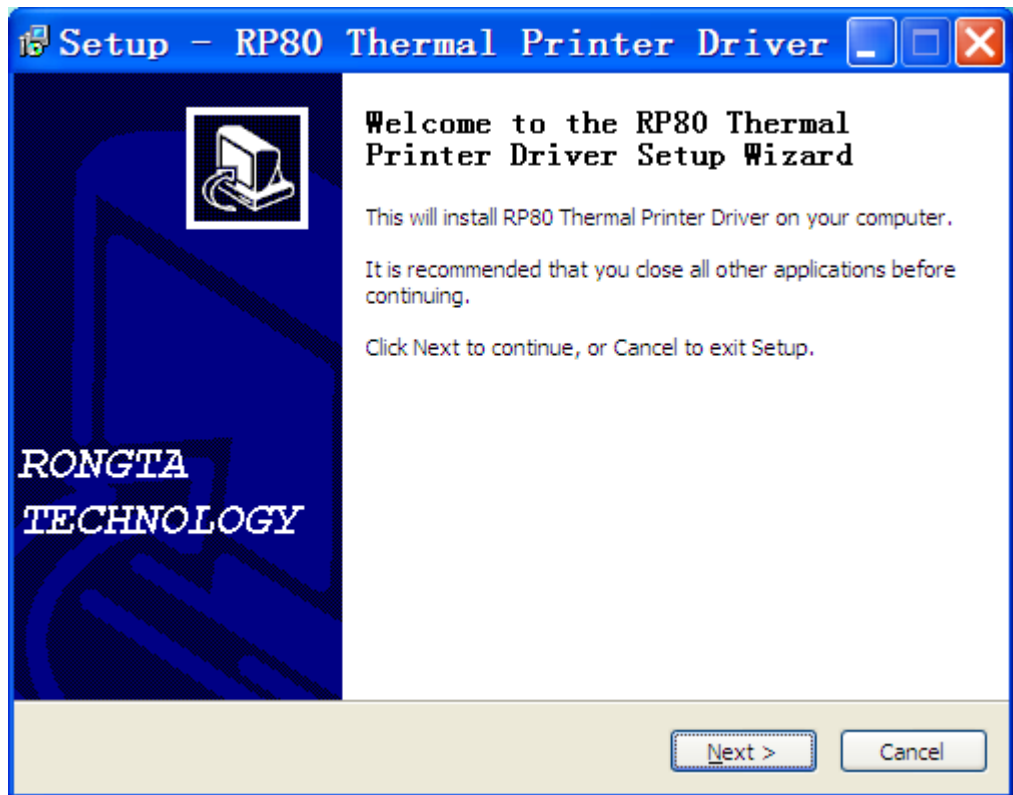 Setup - RP80 Thermal Printer Driver
Welcome to the RP80 Thermal
Printer Driver Setup Wizard
This will install RP80 Thermal Printer Driver on your computer.
It is recommended that you close all other applications before
continuing.
Click Next to continue, or Cancel to exit Setup.
RONGTA
TECHNOLOGY
Next >
Cancel